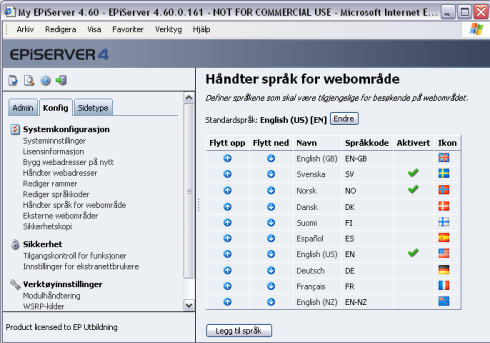 My EPiServer 4.60 - EPiServer 4.60.0.161 - NOT FOR COMMERCIAL USE - Microsoft Internet E...
Arkiv Redigera Visa Favoriter Verktyg Hjälp
EPiSERVER 4
Admin Konfig Sidetype
Systemkonfigurasjon
Systeminnstillinger
Lisensinformasjon
Bygg webadresser på nytt
Håndter webadresser
Rediger rammer
Rediger språkkoder
Håndter språk for webområde
Eksterne webområder
Sikkerhetskopi
Sikkerhet
Tilgangskontroll for funksjoner
Innstillinger for ekstranettbrukere
Verktøyinnstillinger
Modulhåndtering
WSRP-kilder
Product licensed to EP Utbildning
Håndter språk for webområde
Definer språkene som skal være tilgjengelige for besøkende på webområdet.
Standardspråk: English (US) [EN] Endre
Flytt opp Flytt ned Navn Språkkode Aktivert Ikon
English (GB) EN-GB
Svenska SV
Norsk NO
Dansk DK
Suomi FI
Español ES
English (US) EN
Deutsch DE
Français FR
English (NZ) EN-NZ
Legg til språk